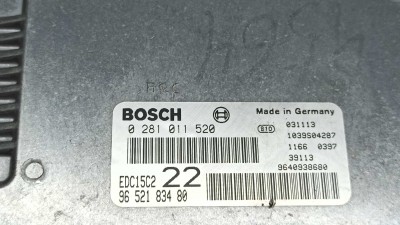 BOSCH
Made in Germany
0 281 011 520
STO
031113
1039S04287
1166 0397
39113
9640938680
EDC15C2 22
96 521 834 80